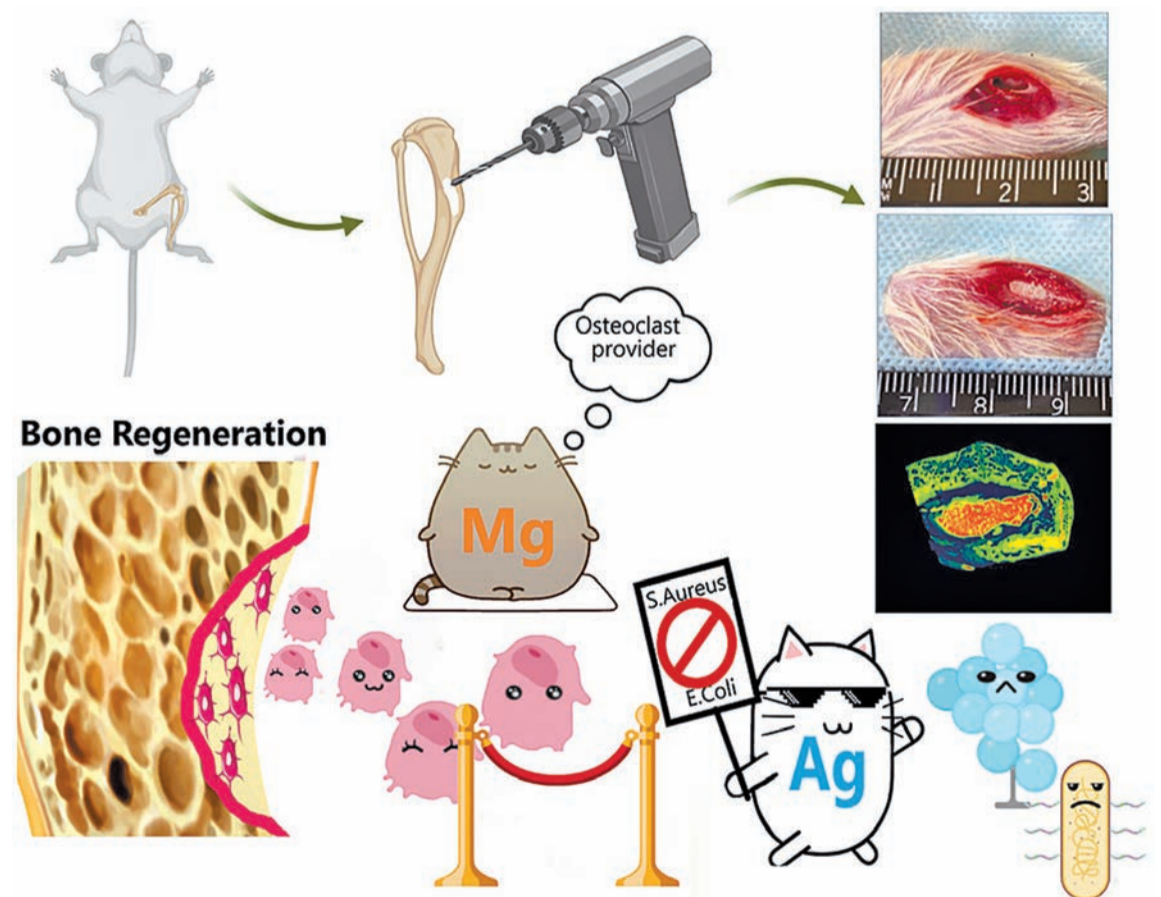 1 2 3
7 8 9
Osteoclast
provider
Bone Regeneration
Mg
S.Aureus
E.Coli
Ag